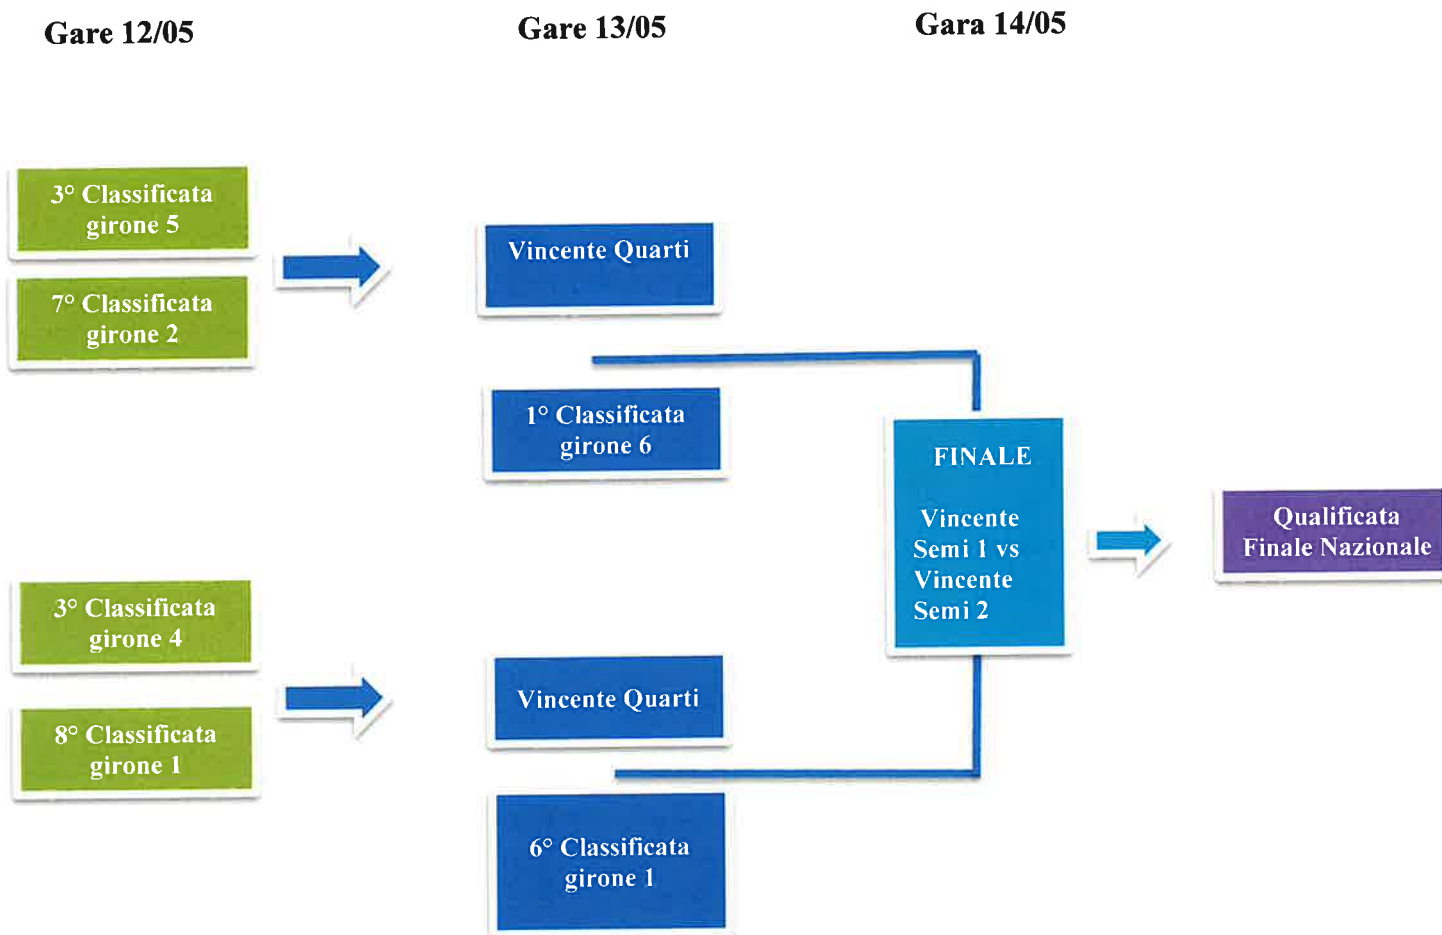 Gare 12/05
Gare 13/05
Gara 14/05
3° Classificata
girone 5
7° Classificata
girone 2
Vincente Quarti
1° Classificata
girone 6
FINALE
Vincente
Semi 1 vs
Vincente
Semi 2
Qualificata
Finale Nazionale
3° Classificata
girone 4
8° Classificata
girone 1
Vincente Quarti
6° Classificata
girone 1